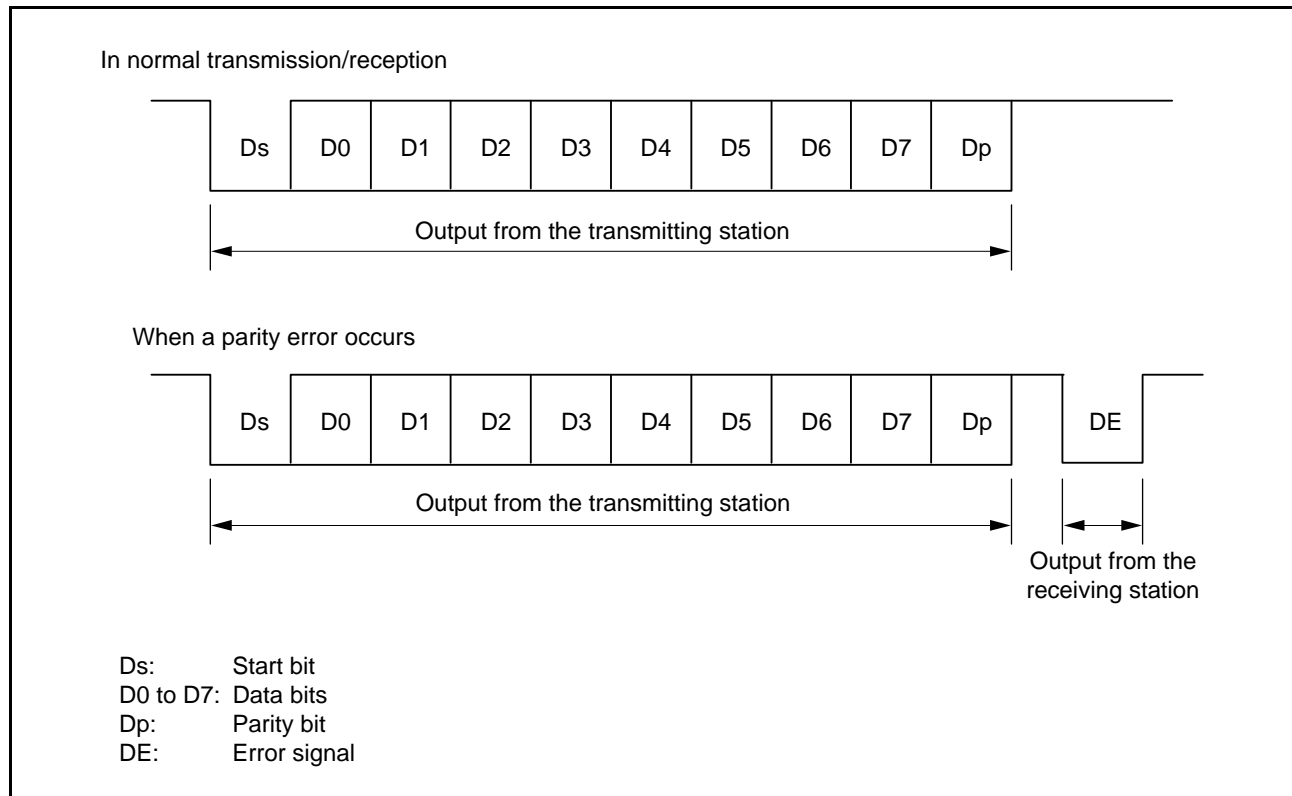 In normal transmission/reception
Ds D0 D1 D2 D3 D4 D5 D6 D7 Dp
Output from the transmitting station
When a parity error occurs
Ds D0 D1 D2 D3 D4 D5 D6 D7 Dp DE
Output from the transmitting station
Output from the
receiving station
Ds: Start bit
D0 to D7: Data bits
Dp: Parity bit
DE: Error signal